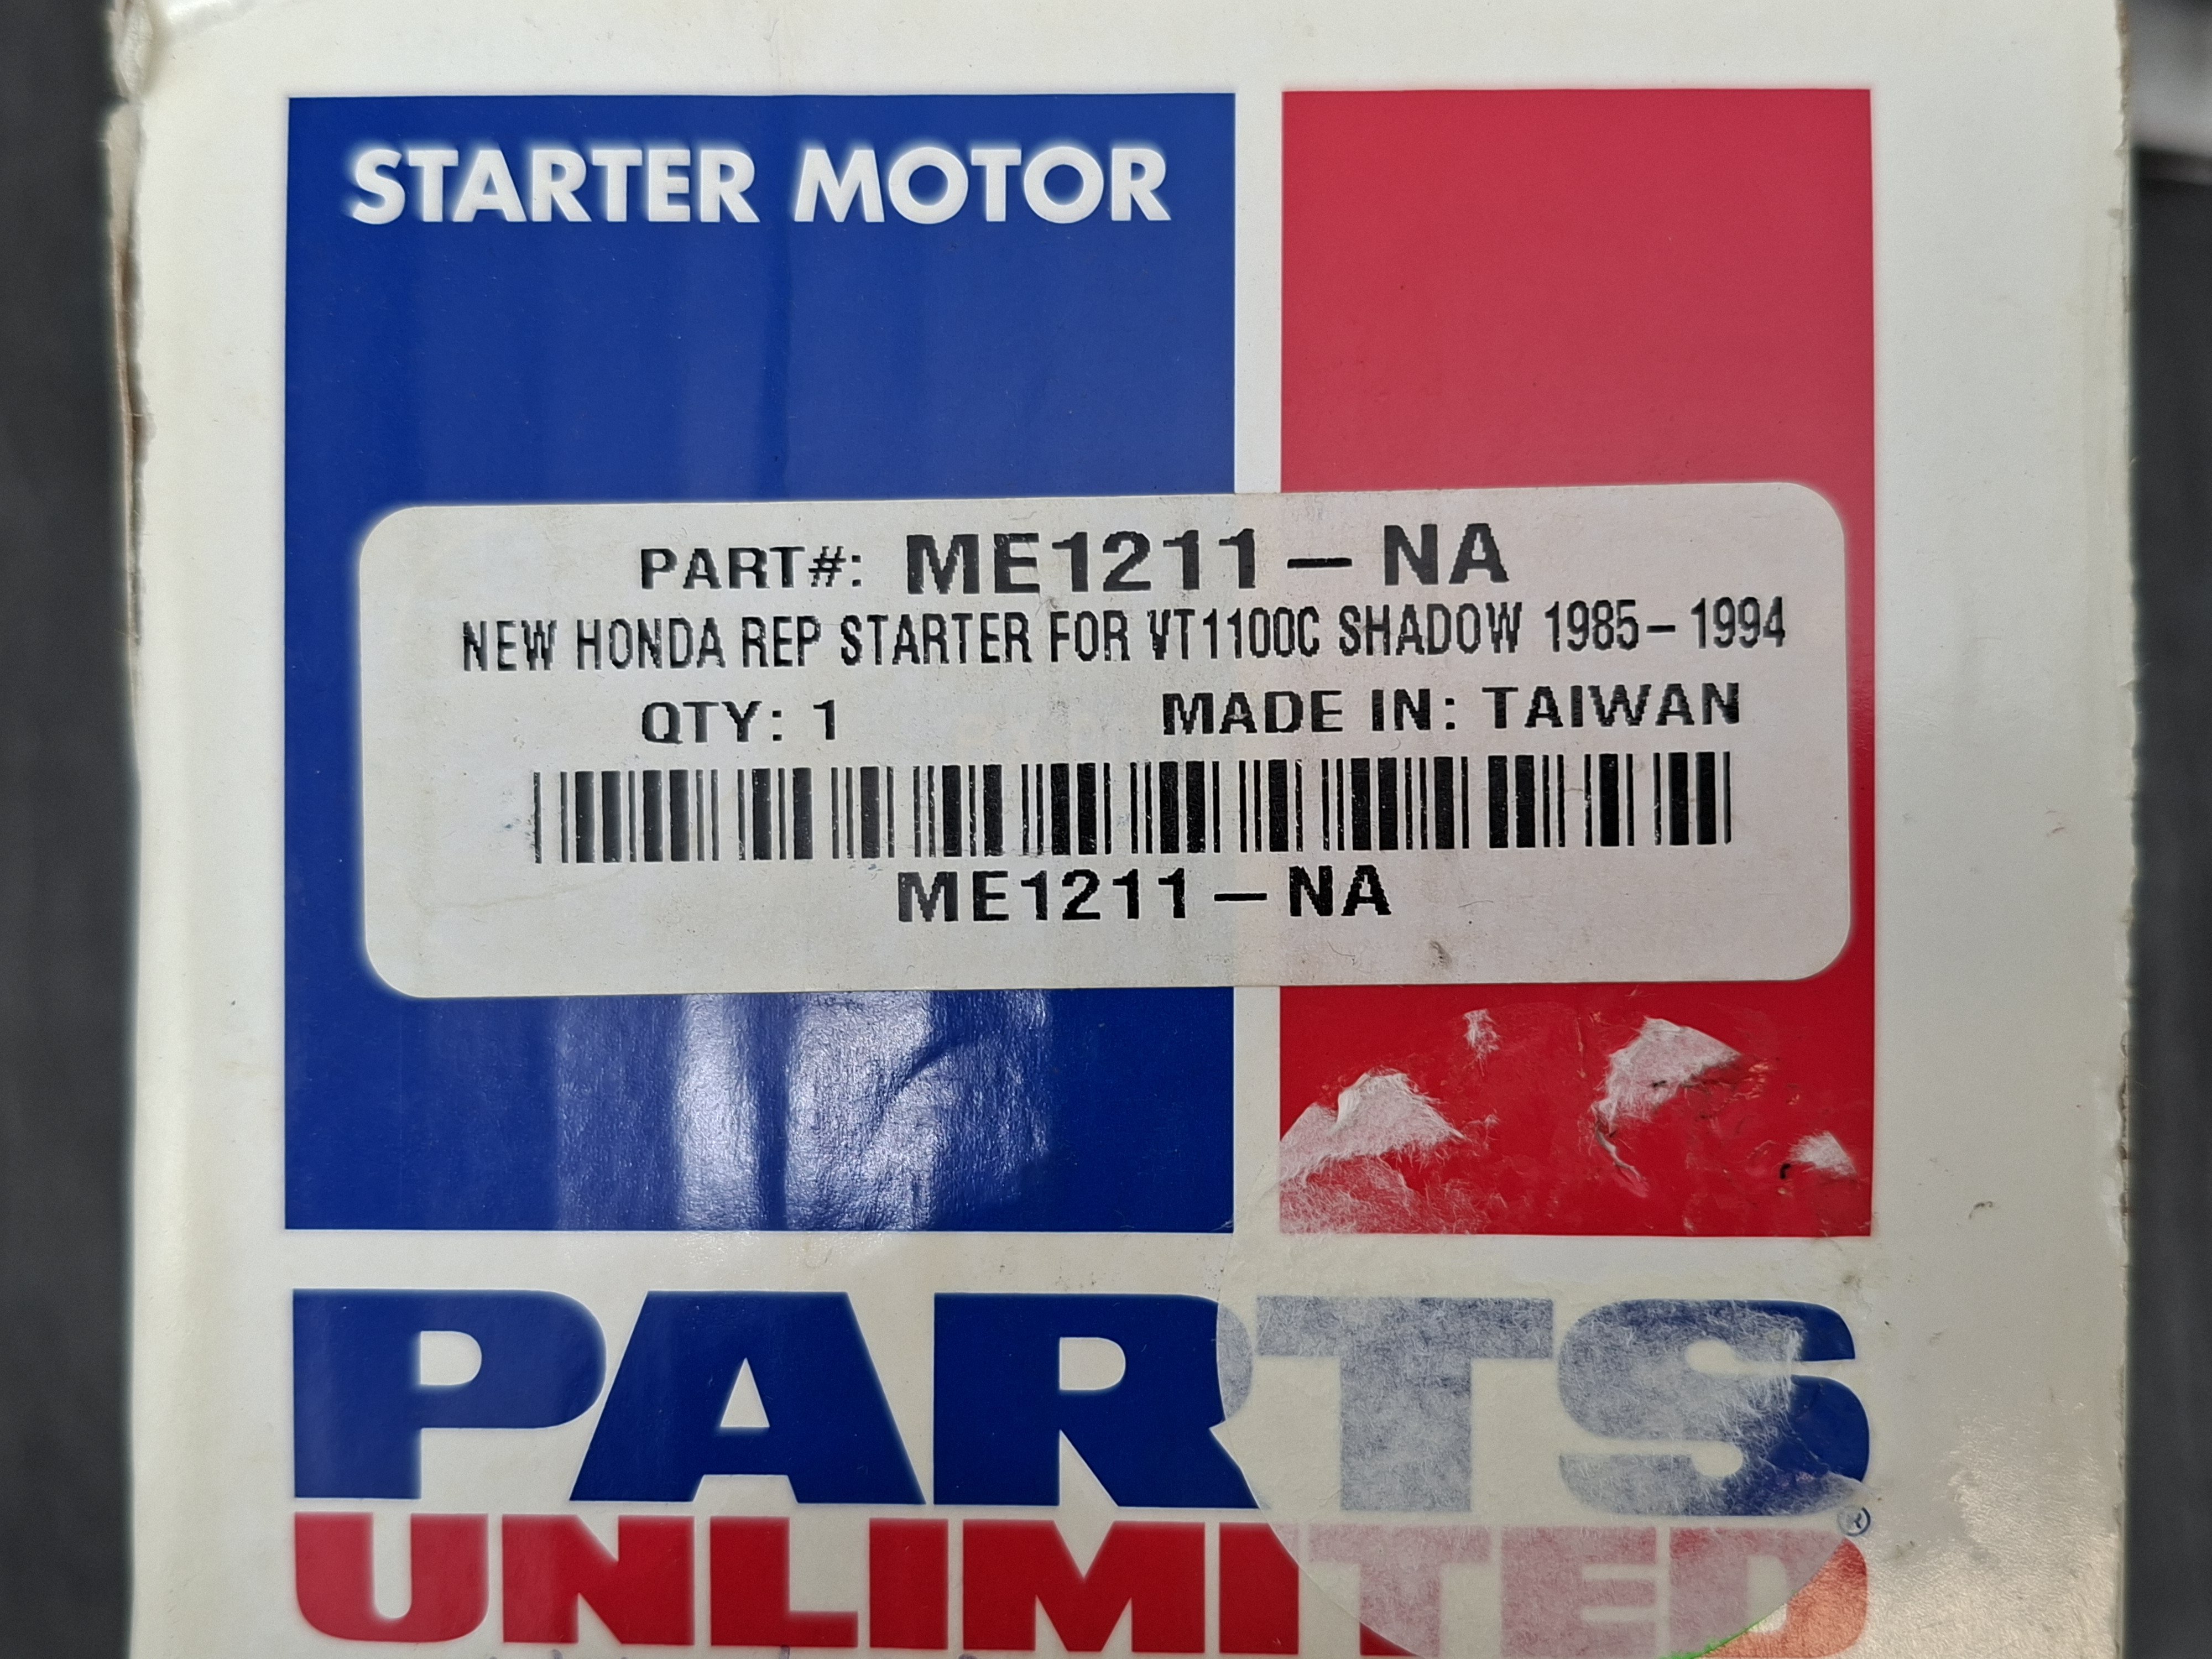 STARTER MOTOR
PART#: ME1211-NA
NEW HONDA REP STARTER FOR VT1100C SHADOW 1985-1994
QTY: 1 MADE IN: TAIWAN
ME1211-NA
PARTS
UNLIMITED®